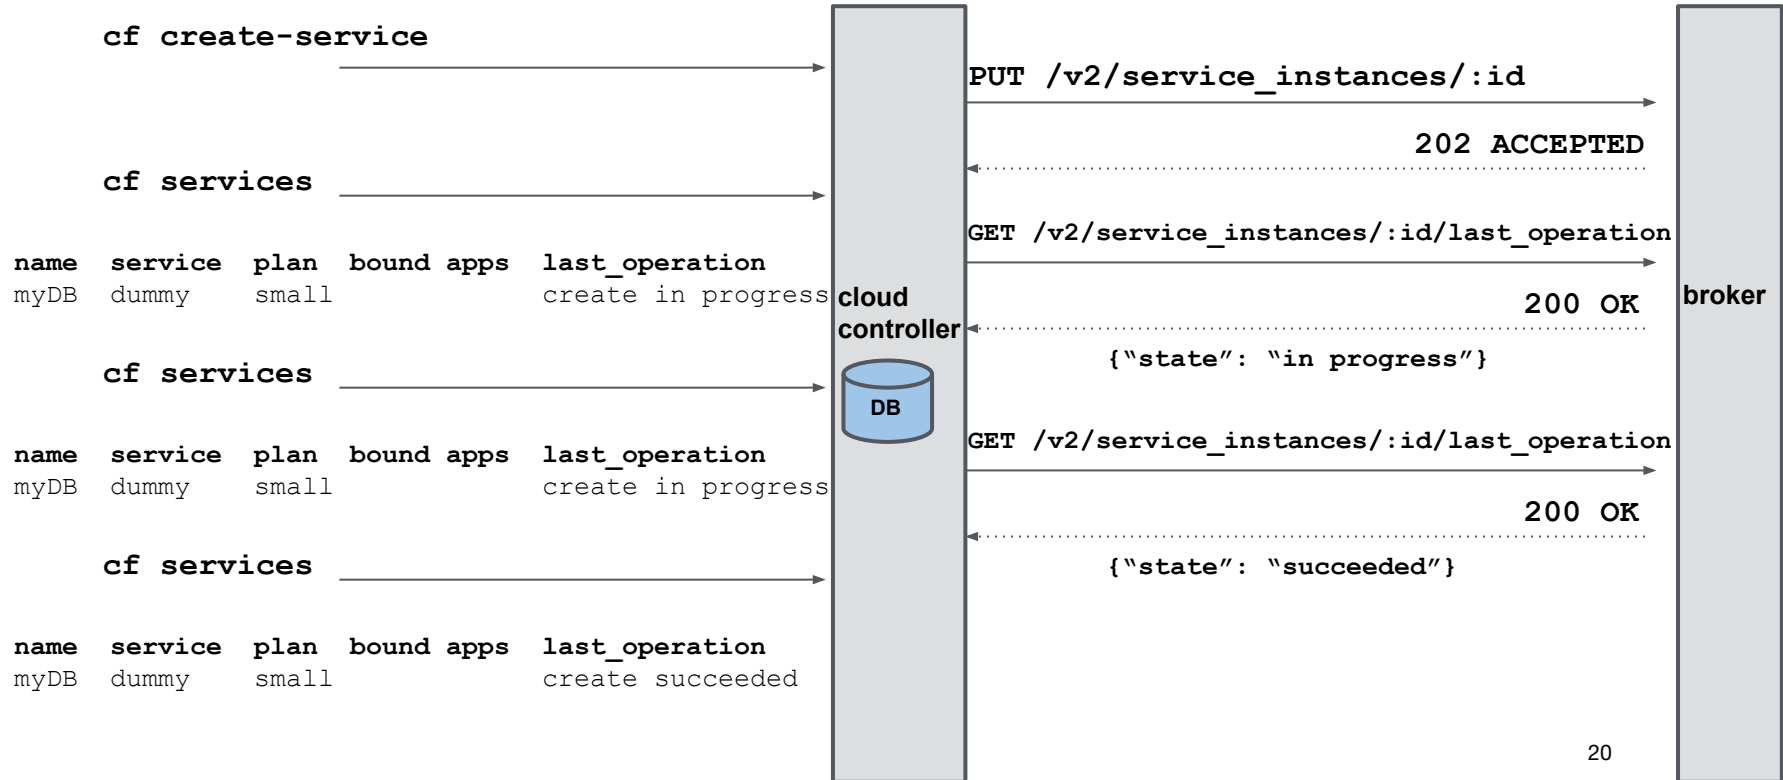 cf create-service
cf services
name service plan bound apps last_operation
myDB dummy small create in progress
cf services
name service plan bound apps last_operation
myDB dummy small create in progress
cf services
name service plan bound apps last_operation
myDB dummy small create succeeded
cloud
controller
DB
PUT /v2/service_instances/:id
202 ACCEPTED
GET /v2/service_instances/:id/last_operation
200 OK
{“state”: “in progress”}
GET /v2/service_instances/:id/last_operation
200 OK
{“state”: “succeeded”}
broker
20